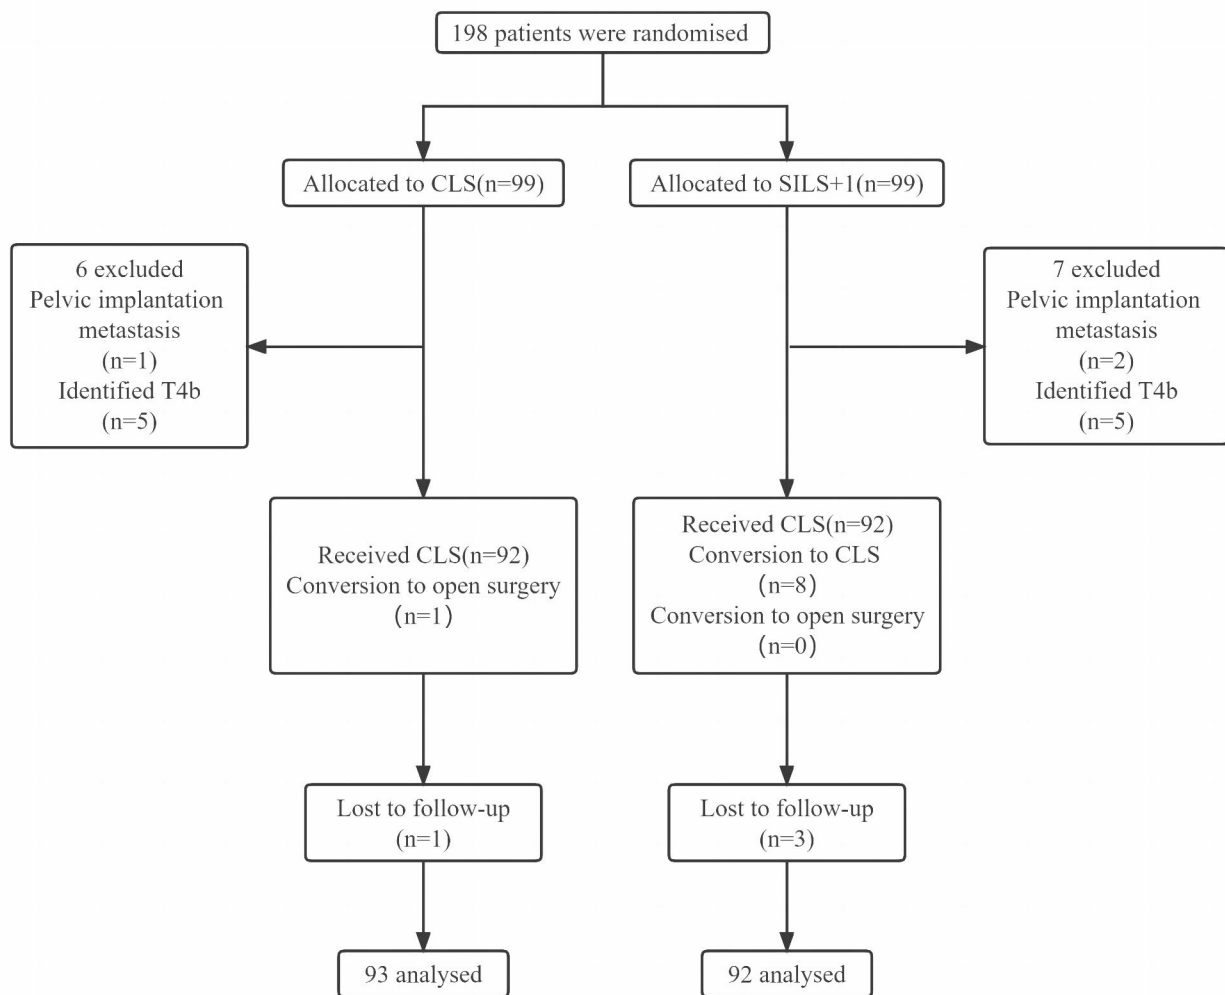 198 patients were randomised
Allocated to CLS(n=99)
Allocated to SILS+1(n=99)
6 excluded
Pelvic implantation
metastasis
(n=1)
Identified T4b
(n=5)
7 excluded
Pelvic implantation
metastasis
(n=2)
Identified T4b
(n=5)
Received CLS(n=92)
Conversion to open surgery
(n=1)
Received CLS(n=92)
Conversion to CLS
(n=8)
Conversion to open surgery
(n=0)
Lost to follow-up
(n=1)
Lost to follow-up
(n=3)
93 analysed
92 analysed